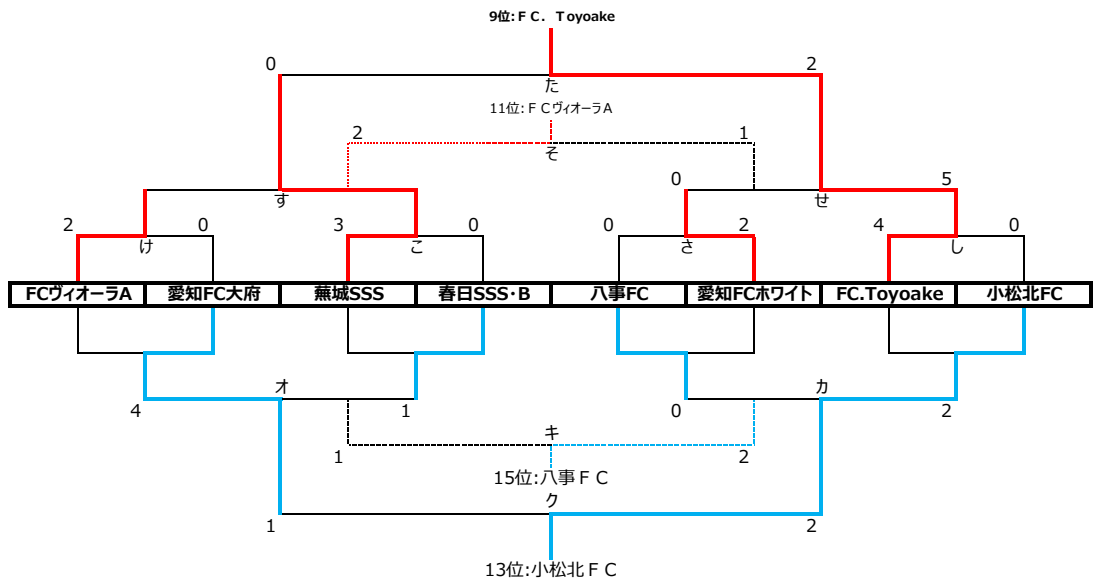 9位:ＦＣ． Ｔoyoake
0 2
た
11位:ＦＣヴィオーラＡ
2 1
そ
0 5
す せ
2 0 3 0 0 2 4 0
け こ さ し
FCヴィオーラA 愛知FC大府 蕪城SSS 春日SSS・B 八事FC 愛知FCホワイト FC.Toyoake 小松北FC
オ カ
4 1 0 2
キ
1 2
15位:八事ＦＣ
ク
1 2
13位:小松北ＦＣ